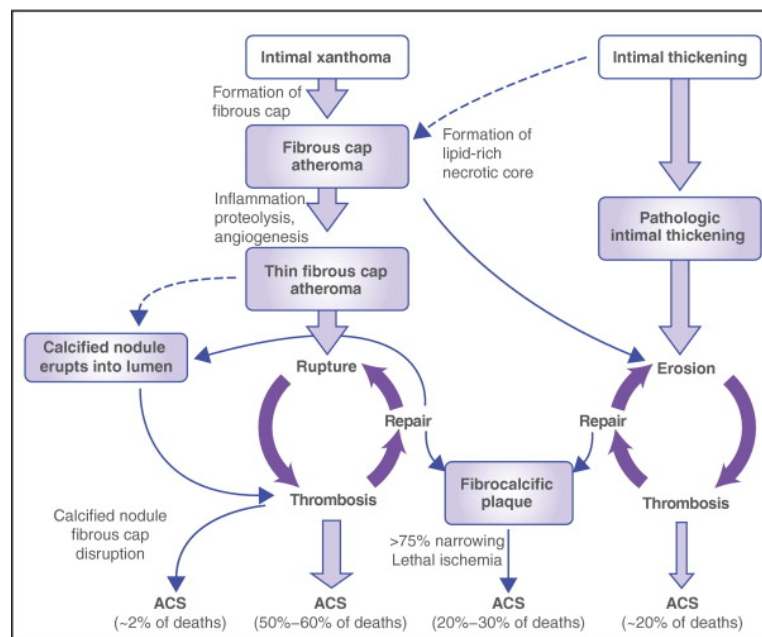 Intimal xanthoma
Intimal thickening
Formation of
fibrous cap
Formation of
lipid-rich
necrotic core
Fibrous cap
atheroma
Inflammation
proteolysis,
angiogenesis
Pathologic
intimal thickening
Thin fibrous cap
atheroma
Calcified nodule
erupts into lumen
Rupture
Erosion
Repair
Repair
Thrombosis
Fibrocalcific
plaque
Thrombosis
Calcified nodule
fibrous cap
disruption
>75% narrowing
Lethal ischemia
ACS
(~2% of deaths)
ACS
(50%–60% of deaths)
ACS
(20%–30% of deaths)
ACS
(~20% of deaths)